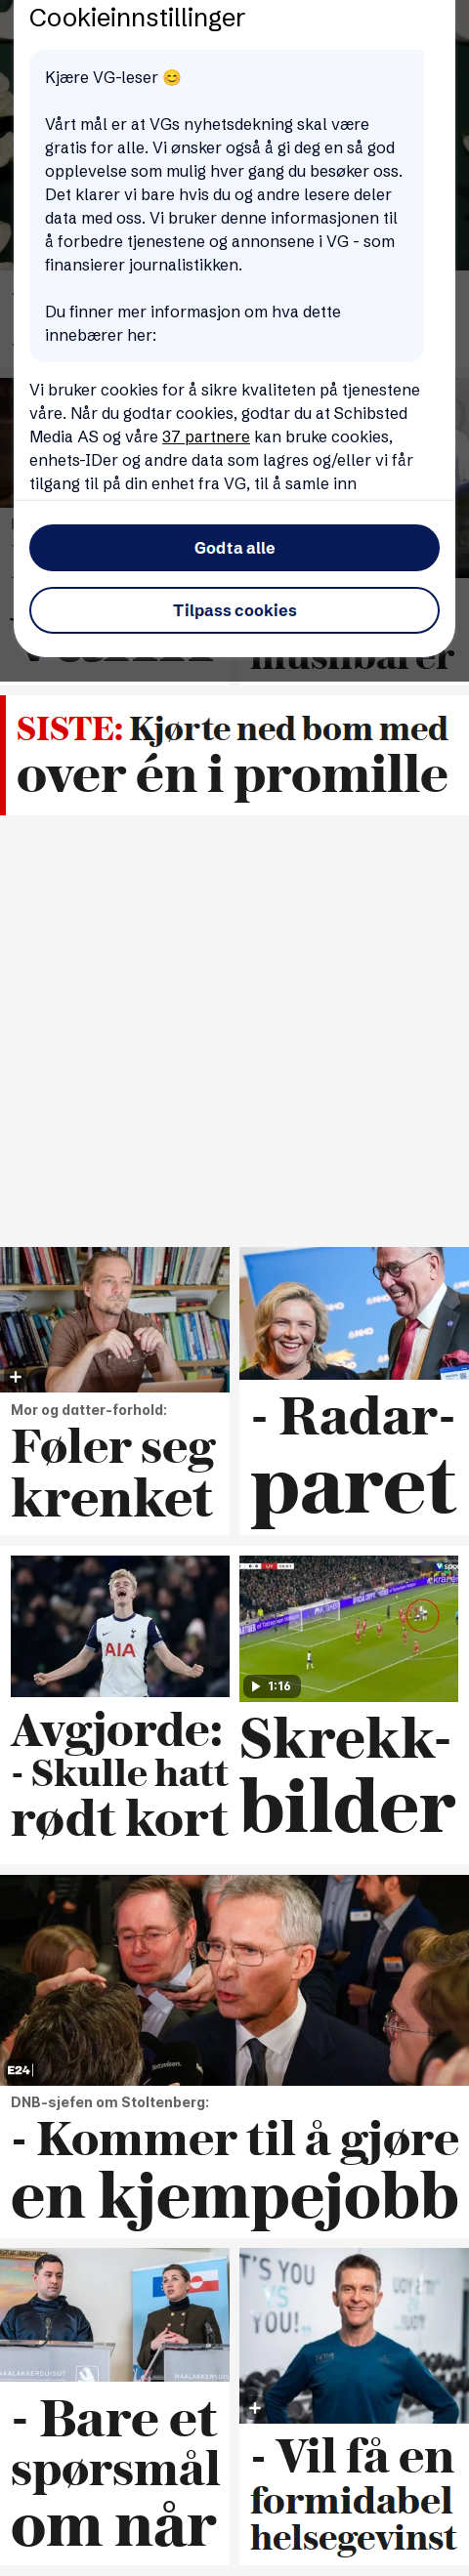 Cookieinnstillinger
Kjære VG-leser 😊
Vårt mål er at VGs nyhetsdekning skal være
gratis for alle. Vi ønsker også å gi deg en så god
opplevelse som mulig hver gang du besøker oss.
Det klarer vi bare hvis du og andre lesere deler
data med oss. Vi bruker denne informasjonen til
å forbedre tjenestene og annonsene i VG - som
finansierer journalistikken.
Du finner mer informasjon om hva dette
innebærer her:
Vi bruker cookies for å sikre kvaliteten på tjenestene
våre. Når du godtar cookies, godtar du at Schibsted
Media AS og våre 37 partnere kan bruke cookies,
enhets-IDer og andre data som lagres og/eller vi får
tilgang til på din enhet fra VG, til å samle inn
Godta alle
Tilpass cookies
SISTE: Kjørte ned bom med
over én i promille
Mor og datter-forhold:
Føler seg
krenket
NHO
- Radar-
paret
AIA
Avgjorde:
- Skulle hatt
rødt kort
1:16
Skrekk-
bilder
E24
DNB-sjefen om Stoltenberg:
- Kommer til å gjøre
en kjempejobb
NAALAKKERSUISUT
- Bare et
spørsmål
om når
T'S YOU
VS
YOU!
- Vil få en
formidabel
helsegevinst